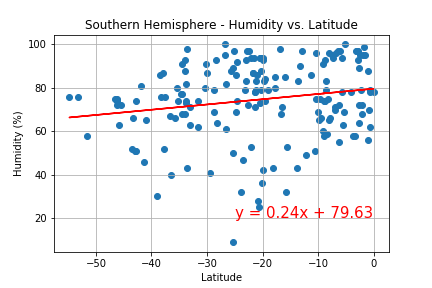 Southern Hemisphere - Humidity vs. Latitude
Humidity (%)
100
80
60
40
20
y = 0.24x + 79.63
−50
−40
−30
−20
−10
0
Latitude